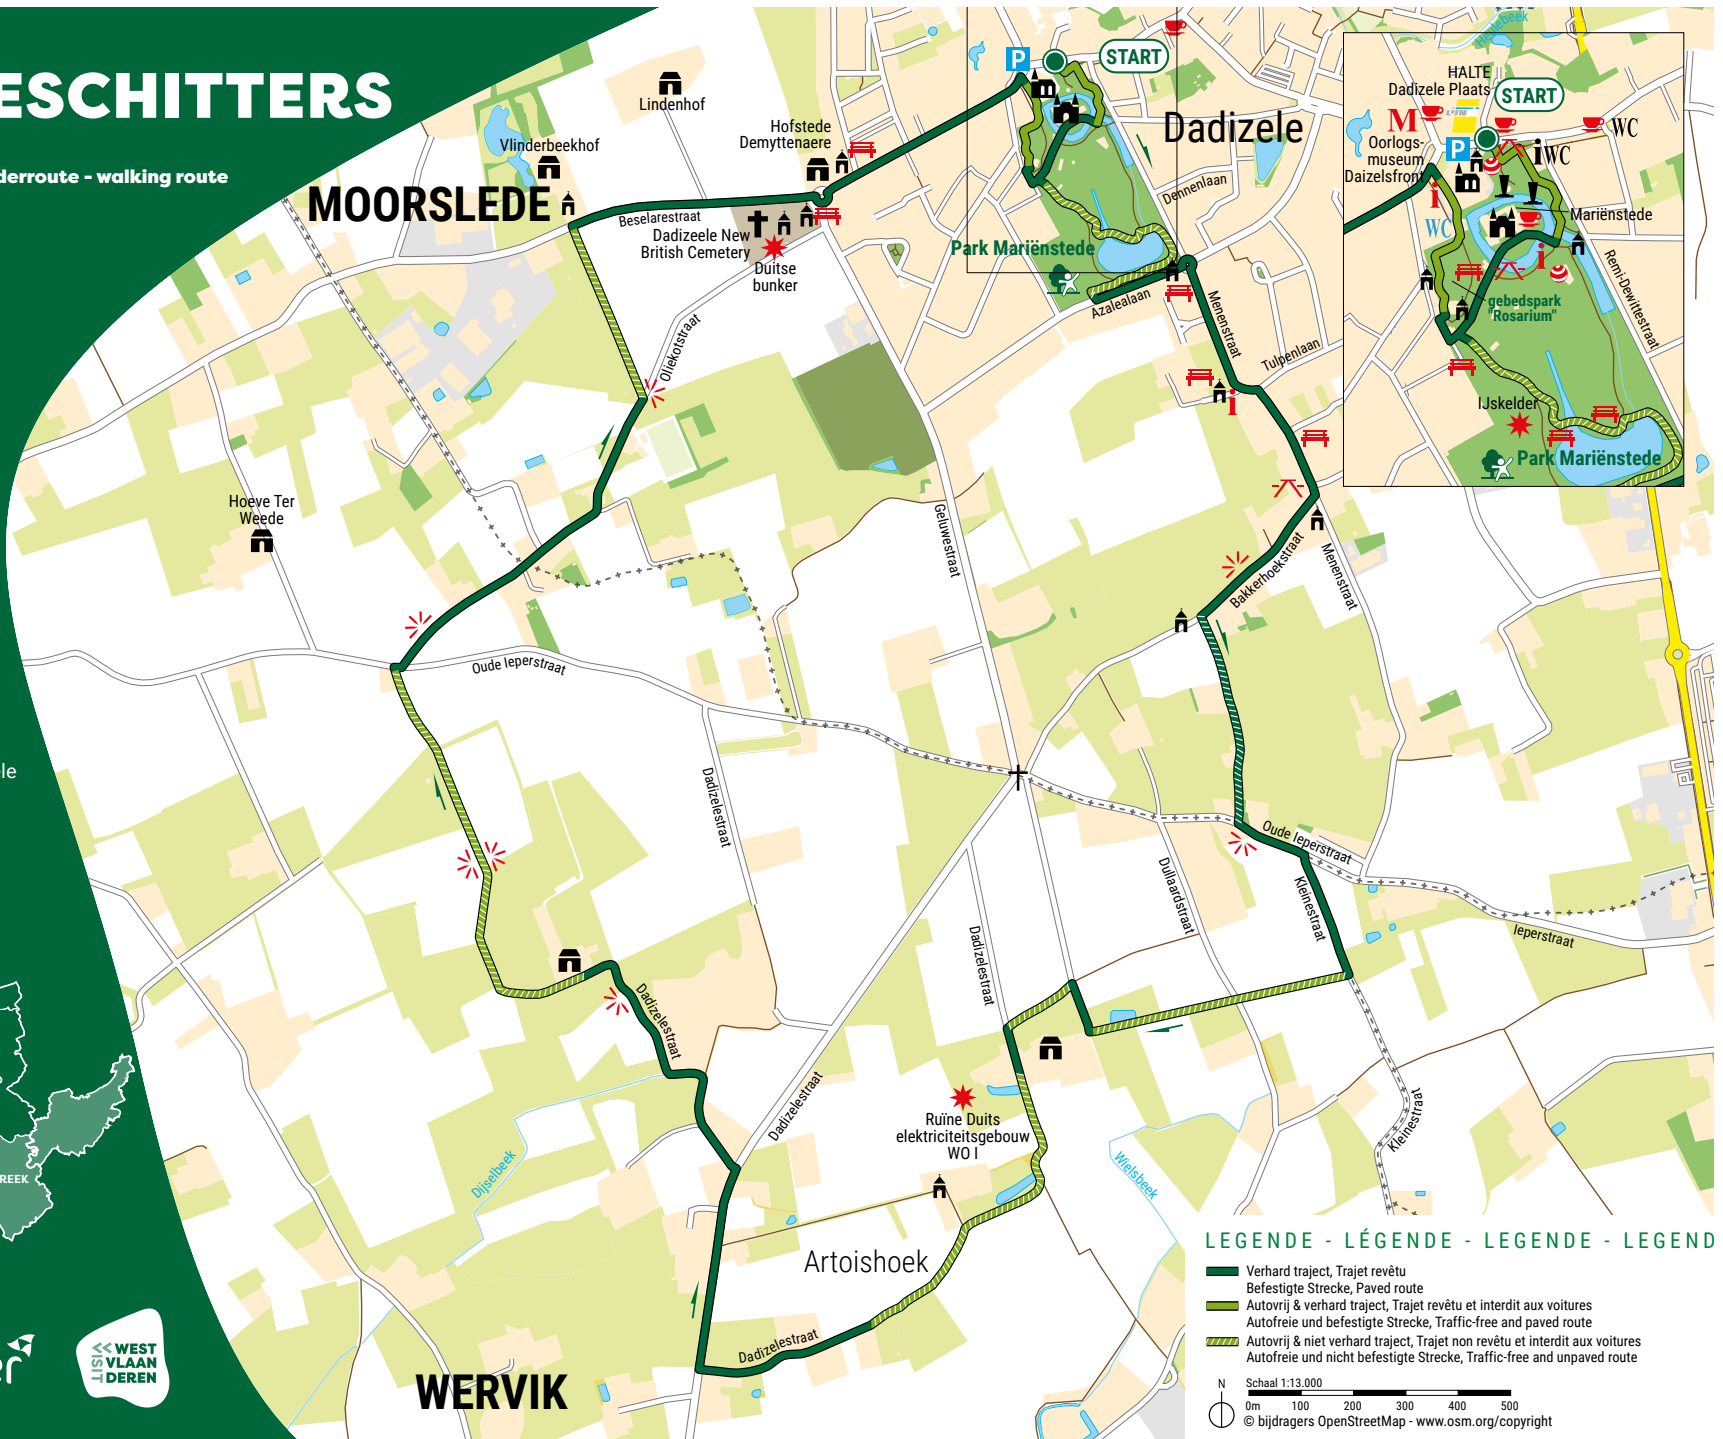 ESCHITTERS
derroute - walking route
MOORSLEDE
Vlinderbeekhof
Lindenhof
Hofstede
Demyttenaere
P
START
Dadizele
Beselarestraat
Dadizeele New
British Cemetery
Duitse
bunker
Oliekotstraat
Park Mariënstede
Azalealaan
Dennenlaan
Menenstraat
Tulpenlaan
i
HALTE
Dadizele Plaats
START
M
Oorlogs-
museum
Daizelsfront
P
WC
i WC
i
WC
Mariënstede
i
gebedspark
"Rosarium"
Remi-Dewittestraat
IJskelder
Park Mariënstede
Heulebeek
Hoeve Ter
Weede
Geluwestraat
Bakkerhoekstraat
Menenstraat
Oude Ieperstraat
Dadizelestraat
Oude Ieperstraat
Dullaardstraat
Kleinestraat
Ieperstraat
Dadizelestraat
Dadizelestraat
Dadizelestraat
Ruïne Duits
elektriciteitsgebouw
WO I
Dijselbeek
Wielsbeek
Kleinestraat
Artoishoek
Dadizelestraat
WERVIK
le
REEK
er
VISIT
WEST
VLAAN
DEREN
LEGENDE - LÉGENDE - LEGENDE - LEGEND
Verhard traject, Trajet revêtu
Befestigte Strecke, Paved route
Autovrij & verhard traject, Trajet revêtu et interdit aux voitures
Autofreie und befestigte Strecke, Traffic-free and paved route
Autovrij & niet verhard traject, Trajet non revêtu et interdit aux voitures
Autofreie und nicht befestigte Strecke, Traffic-free and unpaved route
N
Schaal 1:13.000
0m 100 200 300 400 500
© bijdragers OpenStreetMap - www.osm.org/copyright